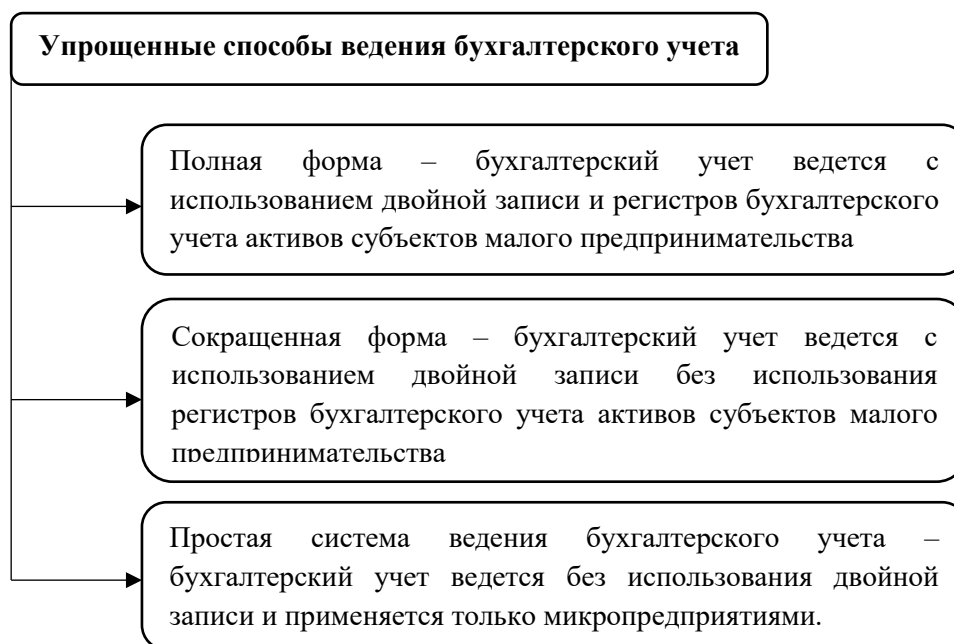 Упрощенные способы ведения бухгалтерского учета
Полная форма – бухгалтерский учет ведется с
использованием двойной записи и регистров бухгалтерского
учета активов субъектов малого предпринимательства
Сокращенная форма – бухгалтерский учет ведется с
использованием двойной записи без использования
регистров бухгалтерского учета активов субъектов малого
предпринимательства
Простая система ведения бухгалтерского учета –
бухгалтерский учет ведется без использования двойной
записи и применяется только микропредприятиями.